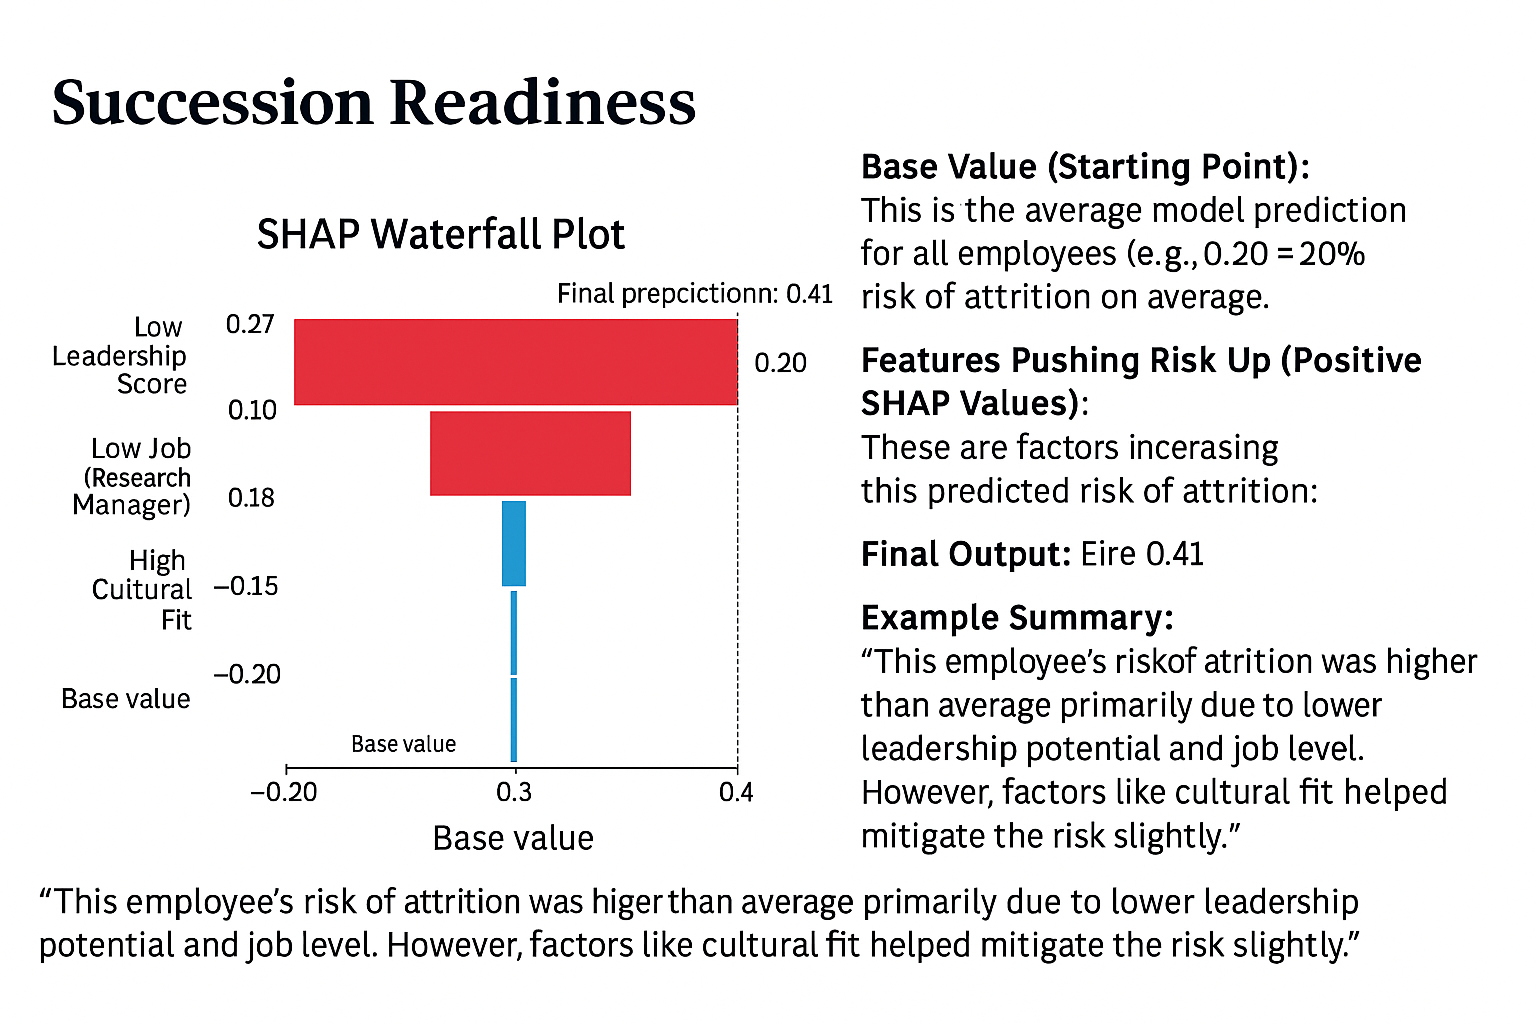 Succession Readiness
SHAP Waterfall Plot
Final prepcictionn: 0.41
Low
Leadership
Score
0.27
0.20
0.10
Low Job
(Research
Manager)
0.18
High
Cuitural
Fit
−0.15
−0.20
Base value
Base value
−0.20
0.3
0.4
Base value
Base Value (Starting Point):
This is the average model prediction
for all employees (e.g., 0.20 = 20%
risk of attrition on average.
Features Pushing Risk Up (Positive
SHAP Values):
These are factors incerasing
this predicted risk of attrition:
Final Output: Eire 0.41
Example Summary:
“This employee’s riskof atrition was higher
than average primarily due to lower
leadership potential and job level.
However, factors like cultural fit helped
mitigate the risk slightly.”
“This employee’s risk of attrition was higer than average primarily due to lower leadership
potential and job level. However, factors like cultural fit helped mitigate the risk slightly.”